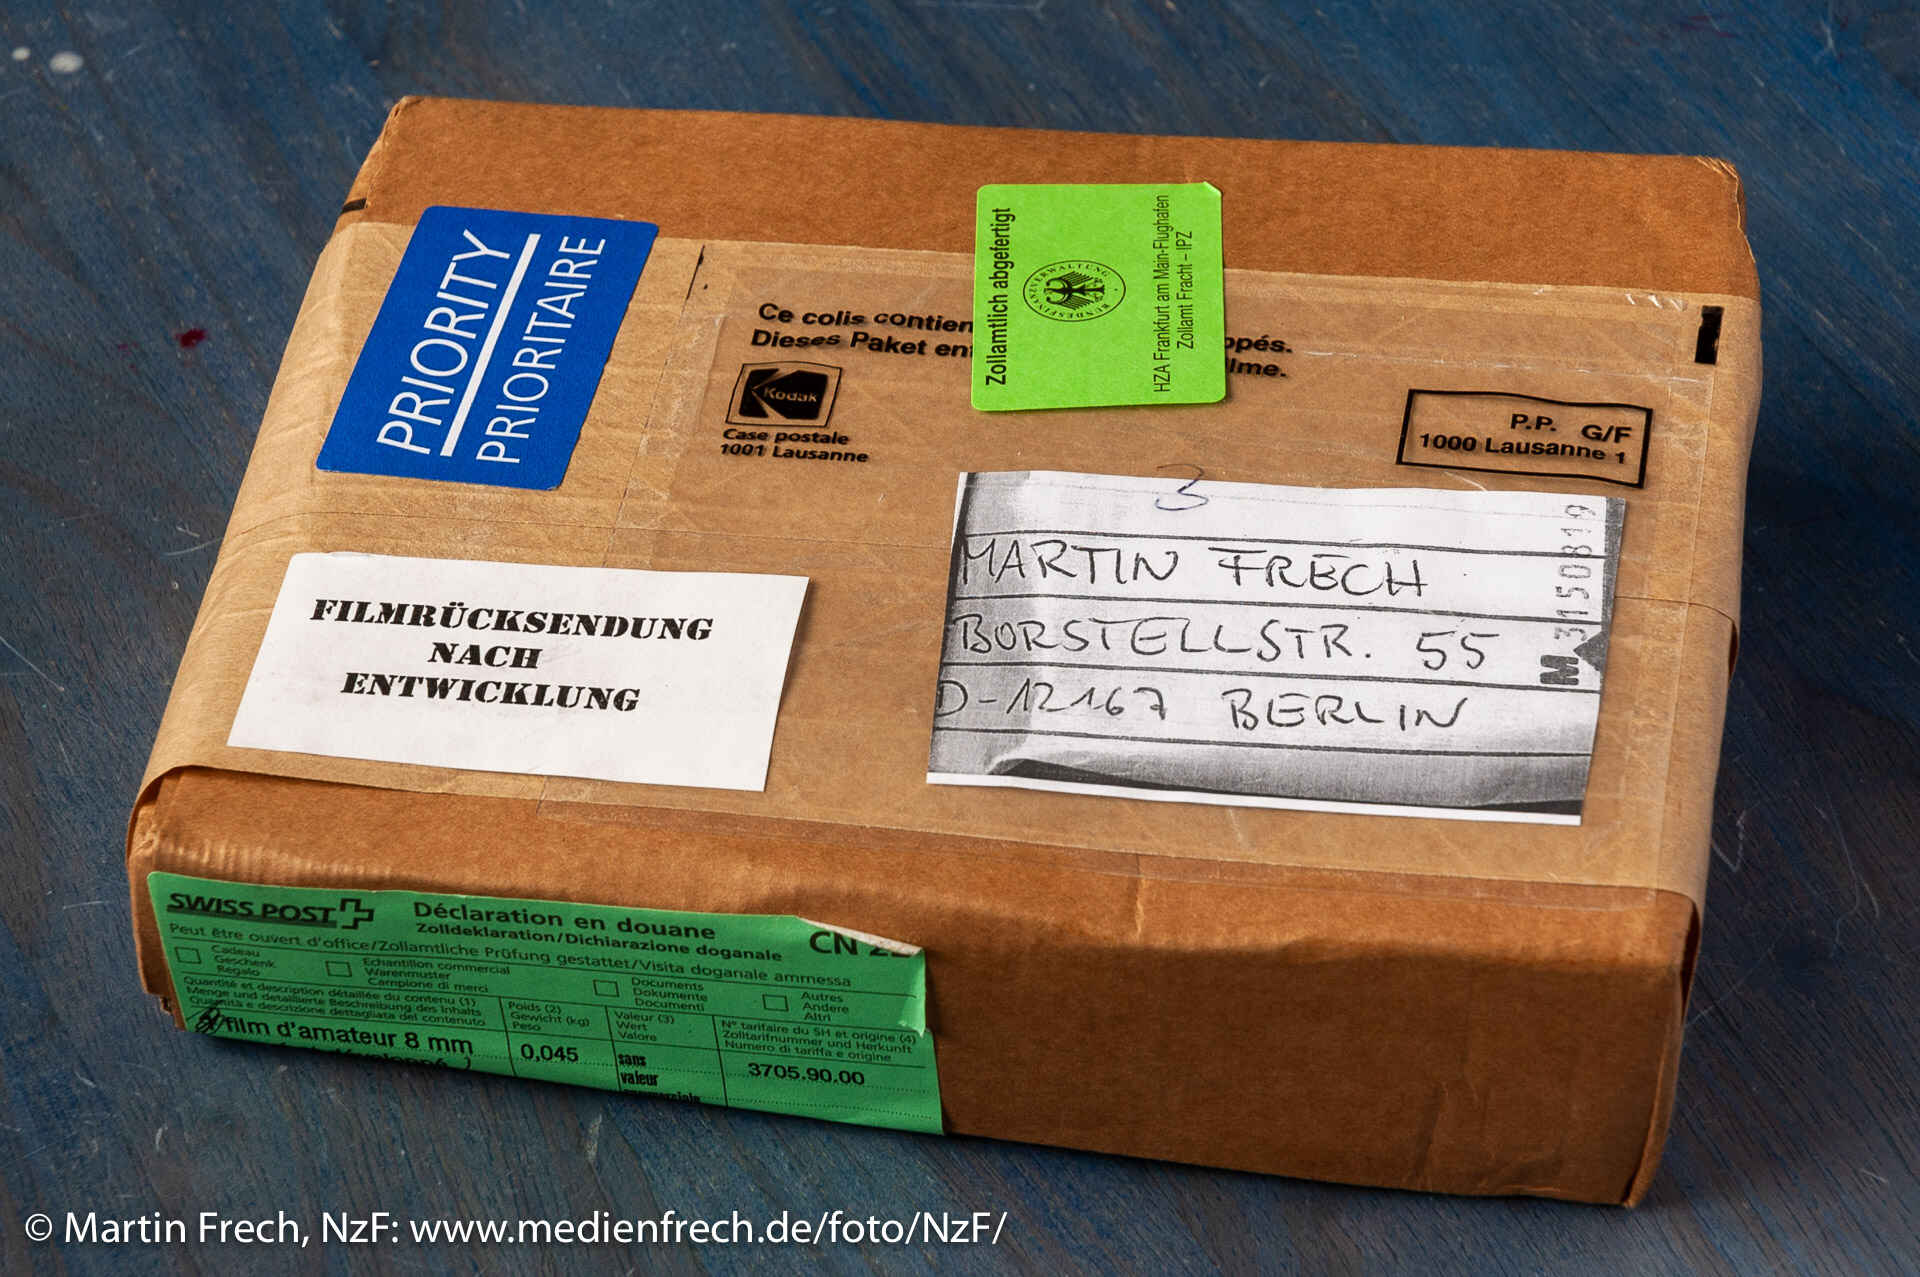 PRIORITY
PRIORITAIRE
Zollamtlich abgefertigt
BUNDESFINANZVERWALTUNG
HZA Frankfurt am Main-Flughafen
Zollamt Fracht – IPZ
Ce colis contien
Dieses Paket ent
Kodak
Case postale
1001 Lausanne
P.P. G/F
1000 Lausanne 1
3
MARTIN FRECH
BORSTELLSTR. 55
D-12167 BERLIN
M 3150819
FILMRÜCKSENDUNG
NACH
ENTWICKLUNG
SWISS POST
Déclaration en douane
Zolldeklaration/Dichiarazione doganale
CN
Peut être ouvert d'office/Zollamtliche Prüfung gestattet/Visita doganale ammessa
Cadeau
Geschenk
Regalo
Echantillon commercial
Warenmuster
Campione di merci
Documents
Dokumente
Documenti
Autres
Andere
Altri
Quantité et description détaillée du contenu (1)
Menge und detaillierte Beschreibung des Inhalts
Quantità e descrizione dettagliata del contenuto
Poids (2)
Gewicht (kg)
Peso
Valeur (3)
Wert
Valore
N° tarifaire du SH et origine (4)
Zolltarifnummer und Herkunft
Numero di tariffa e origine
film d'amateur 8 mm
0,045
sans
valeur
3705.90.00
© Martin Frech, NzF: www.medienfrech.de/foto/NzF/